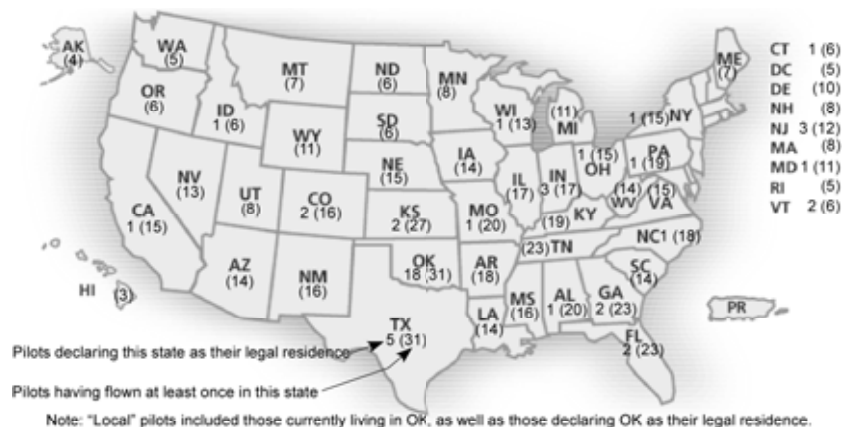 AK
(4)
WA
(5)
OR
(6)
ID
1 (6)
MT
(7)
ND
(6)
MN
(8)
WI
1 (13)
(11)
MI
ME
(7)
1 (15) NY
CT 1 (6)
DC (5)
DE (10)
NH (8)
NJ 3 (12)
MA (8)
MD 1 (11)
RI (5)
VT 2 (6)
WY
(11)
SD
(6)
IA
(14)
NE
(15)
NV
(13)
UT
(8)
CO
2 (16)
CA
1 (15)
KS
2 (27)
MO
1 (20)
IL
(17)
IN
3 (17)
1 (15)
OH
PA
1 (19)
(14)
WV
(15)
VA
(19) KY
NC 1 (18)
(23) TN
SC
(14)
AZ
(14)
NM
(16)
OK
18 (31)
AR
(18)
MS
(16)
AL
1 (20)
GA
2 (23)
LA
(14)
FL
2 (23)
TX
5 (31)
HI (3)
PR
Pilots declaring this state as their legal residence
Pilots having flown at least once in this state
Note: "Local" pilots included those currently living in OK, as well as those declaring OK as their legal residence.